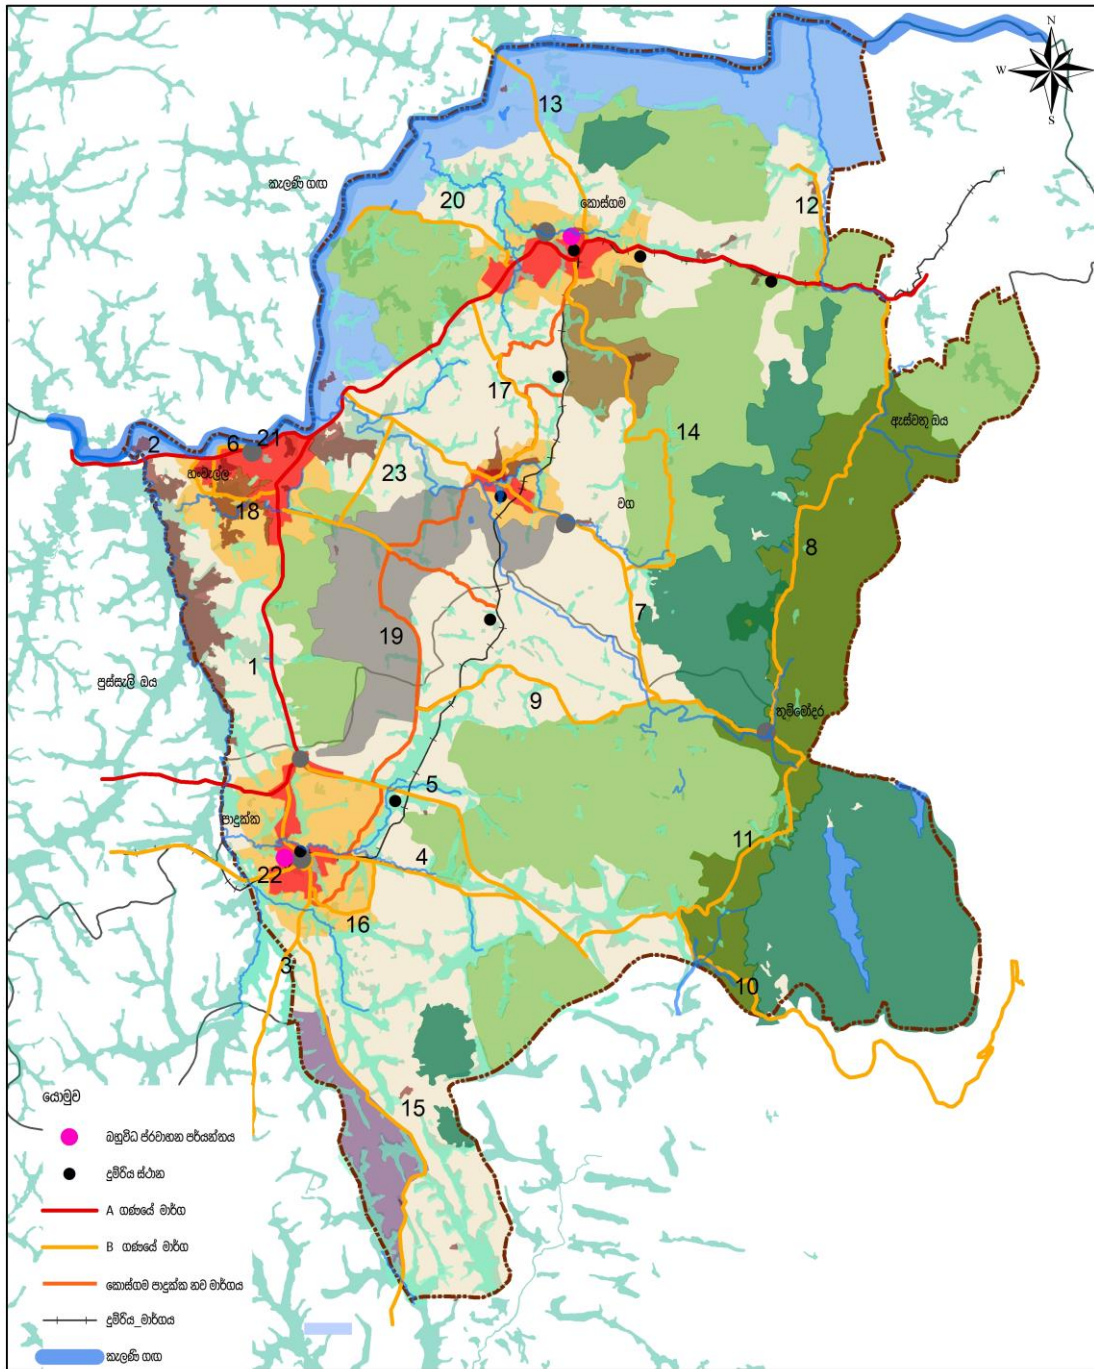 N
W
S
13
කැලණි ගඟ
20
කොස්ගම
12
17
ඇස්වතු ඔය
14
2
6
21
හංවැල්ල
23
වග
18
8
7
19
1
පුස්සැලි ඔය
9
තුම්මෝදර
5
පාදුක්ක
11
4
22
16
3
10
15
යොමුව
බහුවිධ ප්රවාහන පර්යන්තය
දුම්රිය ස්ථාන
A ගණයේ මාර්ග
B ගණයේ මාර්ග
කොස්ගම පාදුක්ක නව මාර්ගය
දුම්රිය_මාර්ගය
කැලණි ගඟ